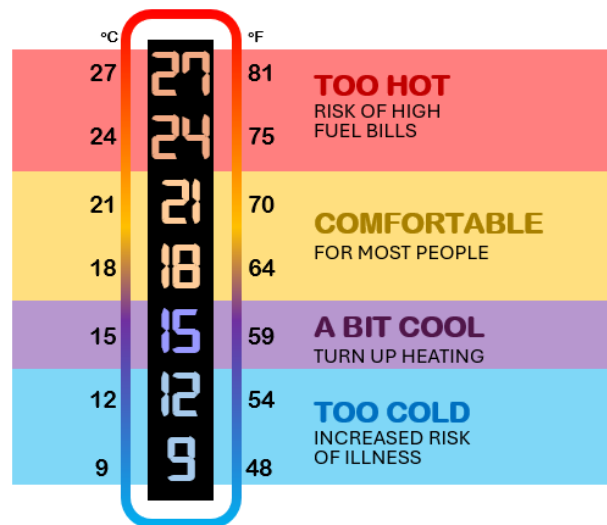 °C °F
27 27 81
TOO HOT
RISK OF HIGH
FUEL BILLS
24 24 75
21 21 70
COMFORTABLE
FOR MOST PEOPLE
18 18 64
15 15 59
A BIT COOL
TURN UP HEATING
12 12 54
TOO COLD
INCREASED RISK
OF ILLNESS
9 9 48